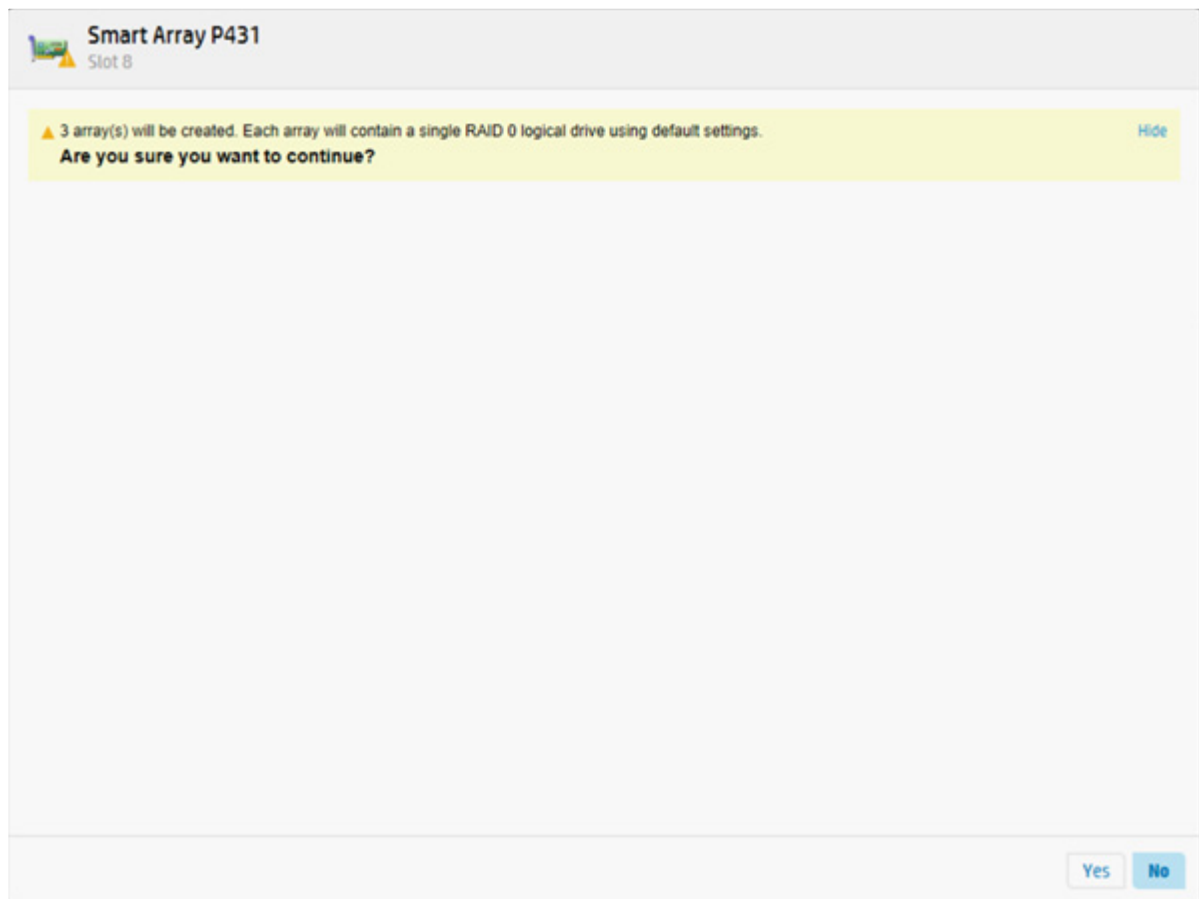 Smart Array P431
Slot 8
3 array(s) will be created. Each array will contain a single RAID 0 logical drive using default settings.
Hide
Are you sure you want to continue?
Yes
No